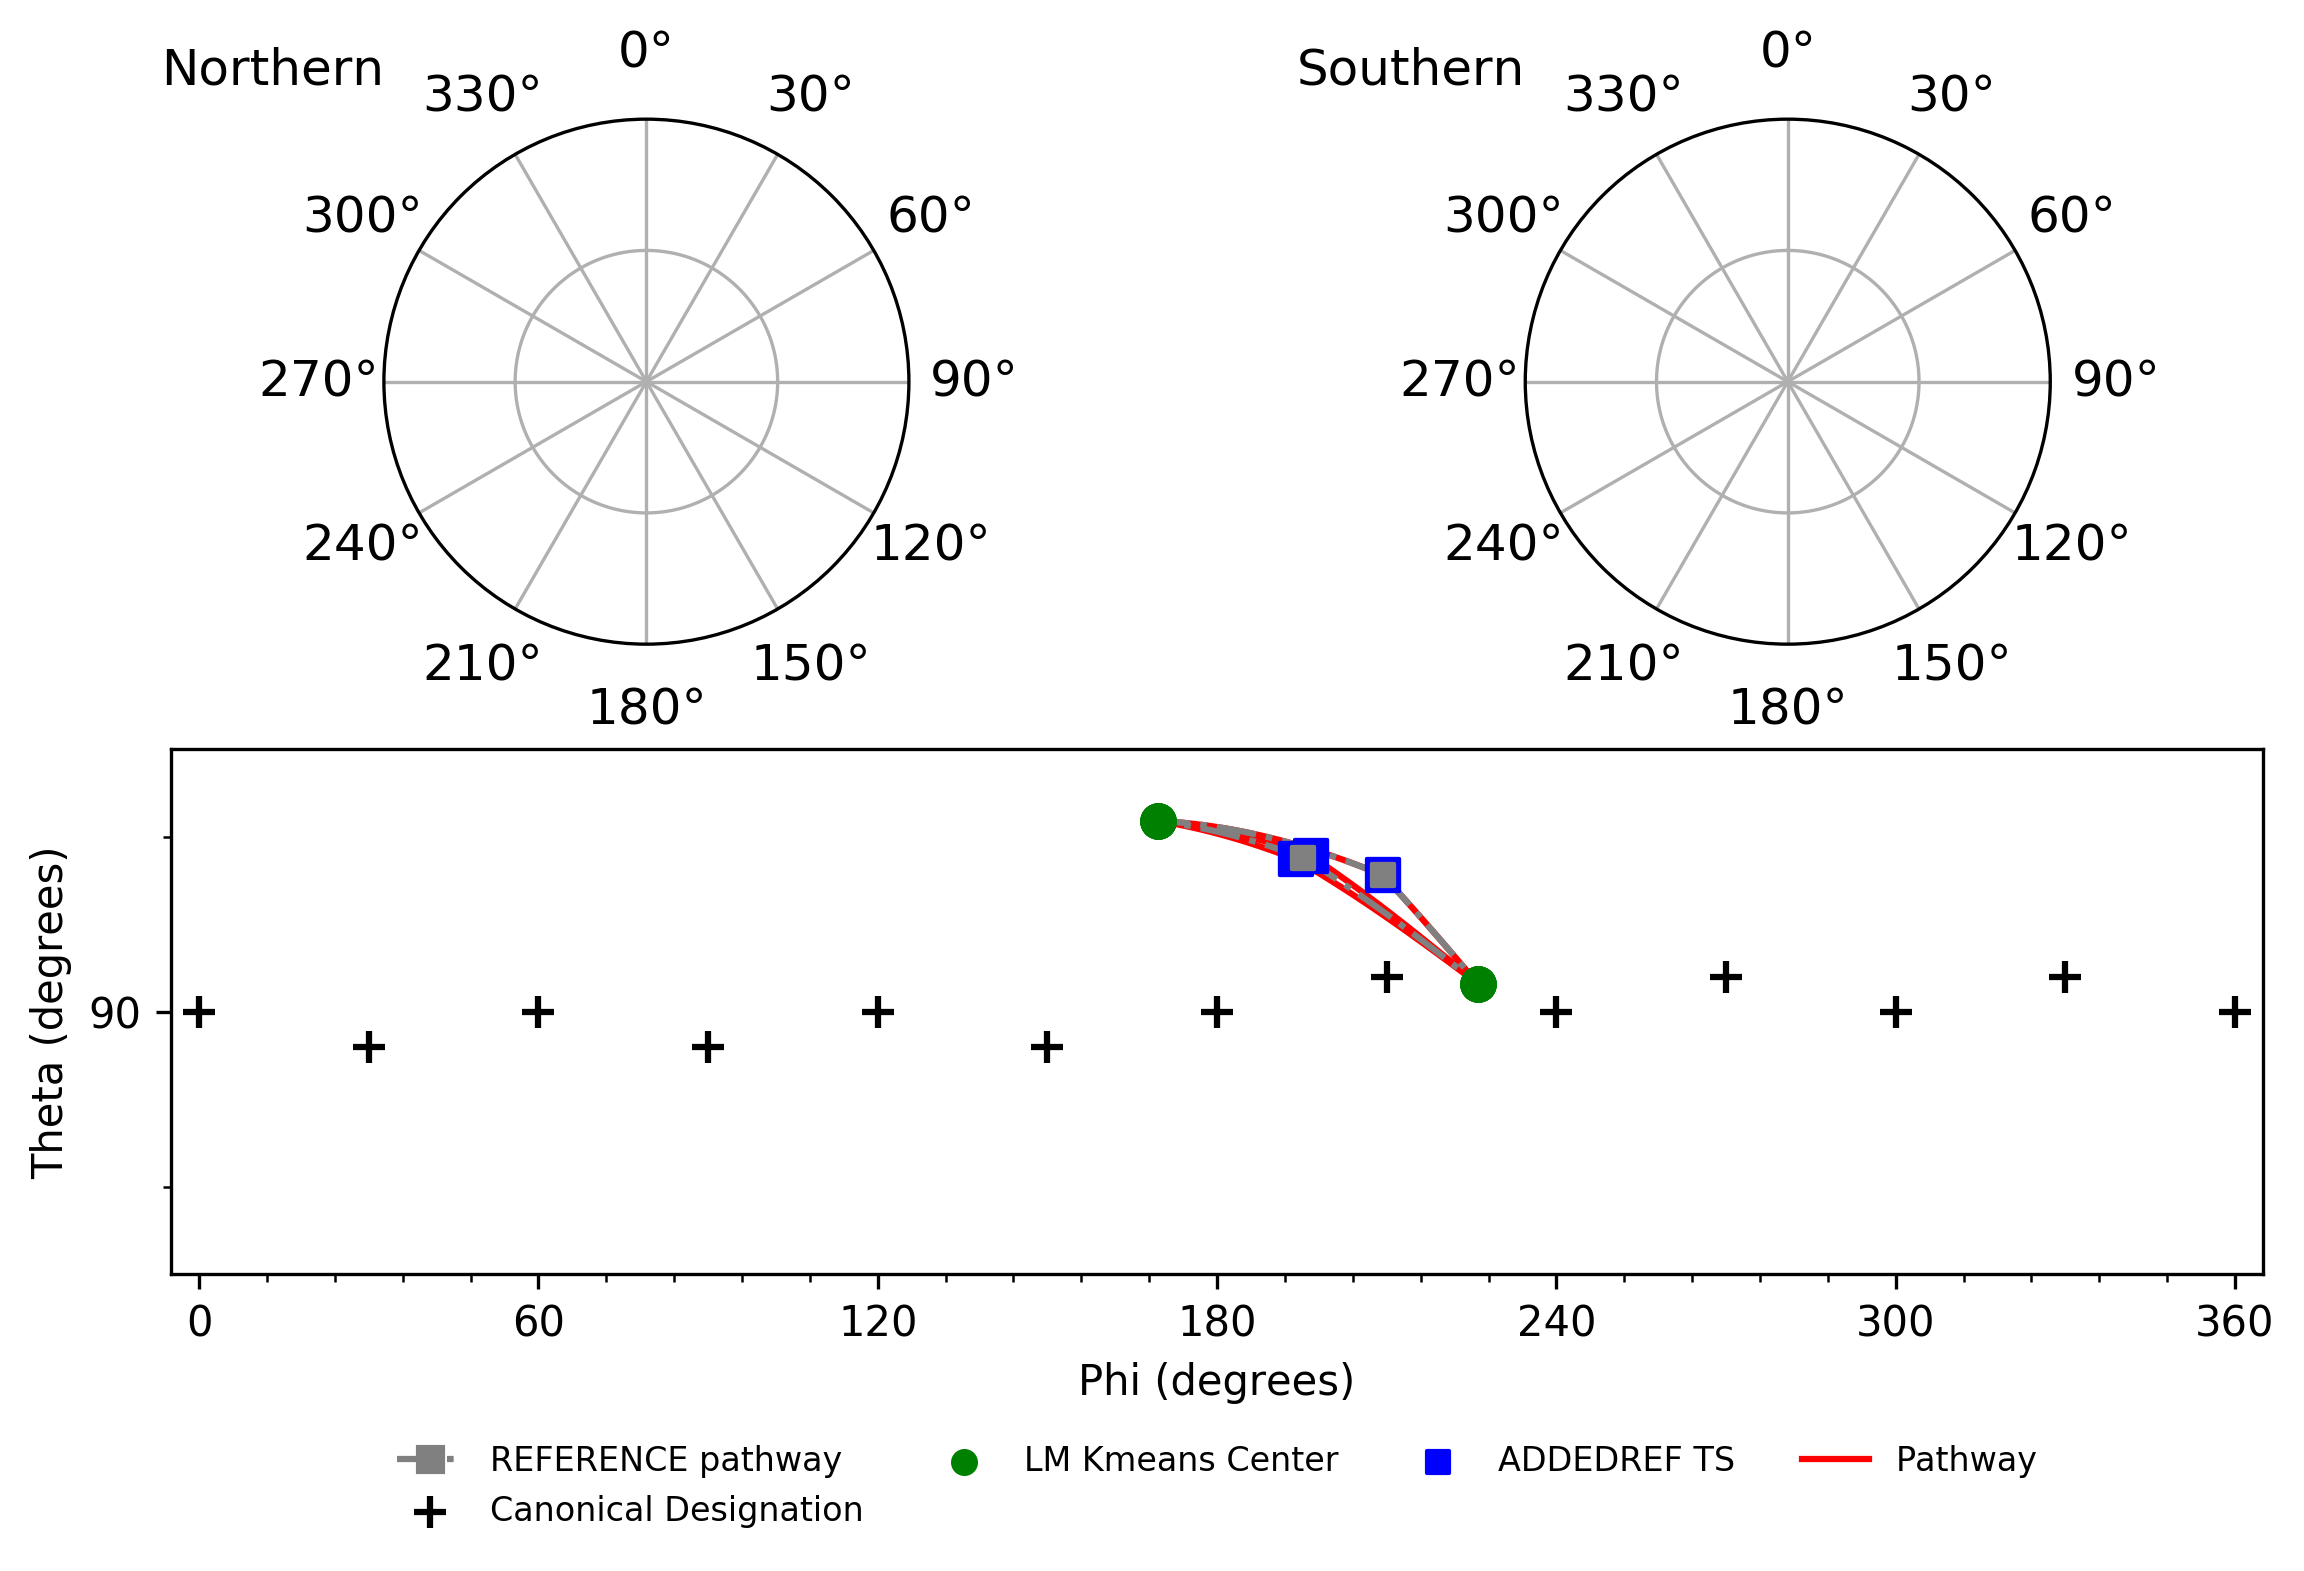 Northern
0°
30°
60°
90°
120°
150°
180°
210°
240°
270°
300°
330°
Southern
0°
30°
60°
90°
120°
150°
180°
210°
240°
270°
300°
330°
Theta (degrees)
90
0 60 120 180 240 300 360
Phi (degrees)
REFERENCE pathway
Canonical Designation
LM Kmeans Center
ADDEDREF TS
Pathway